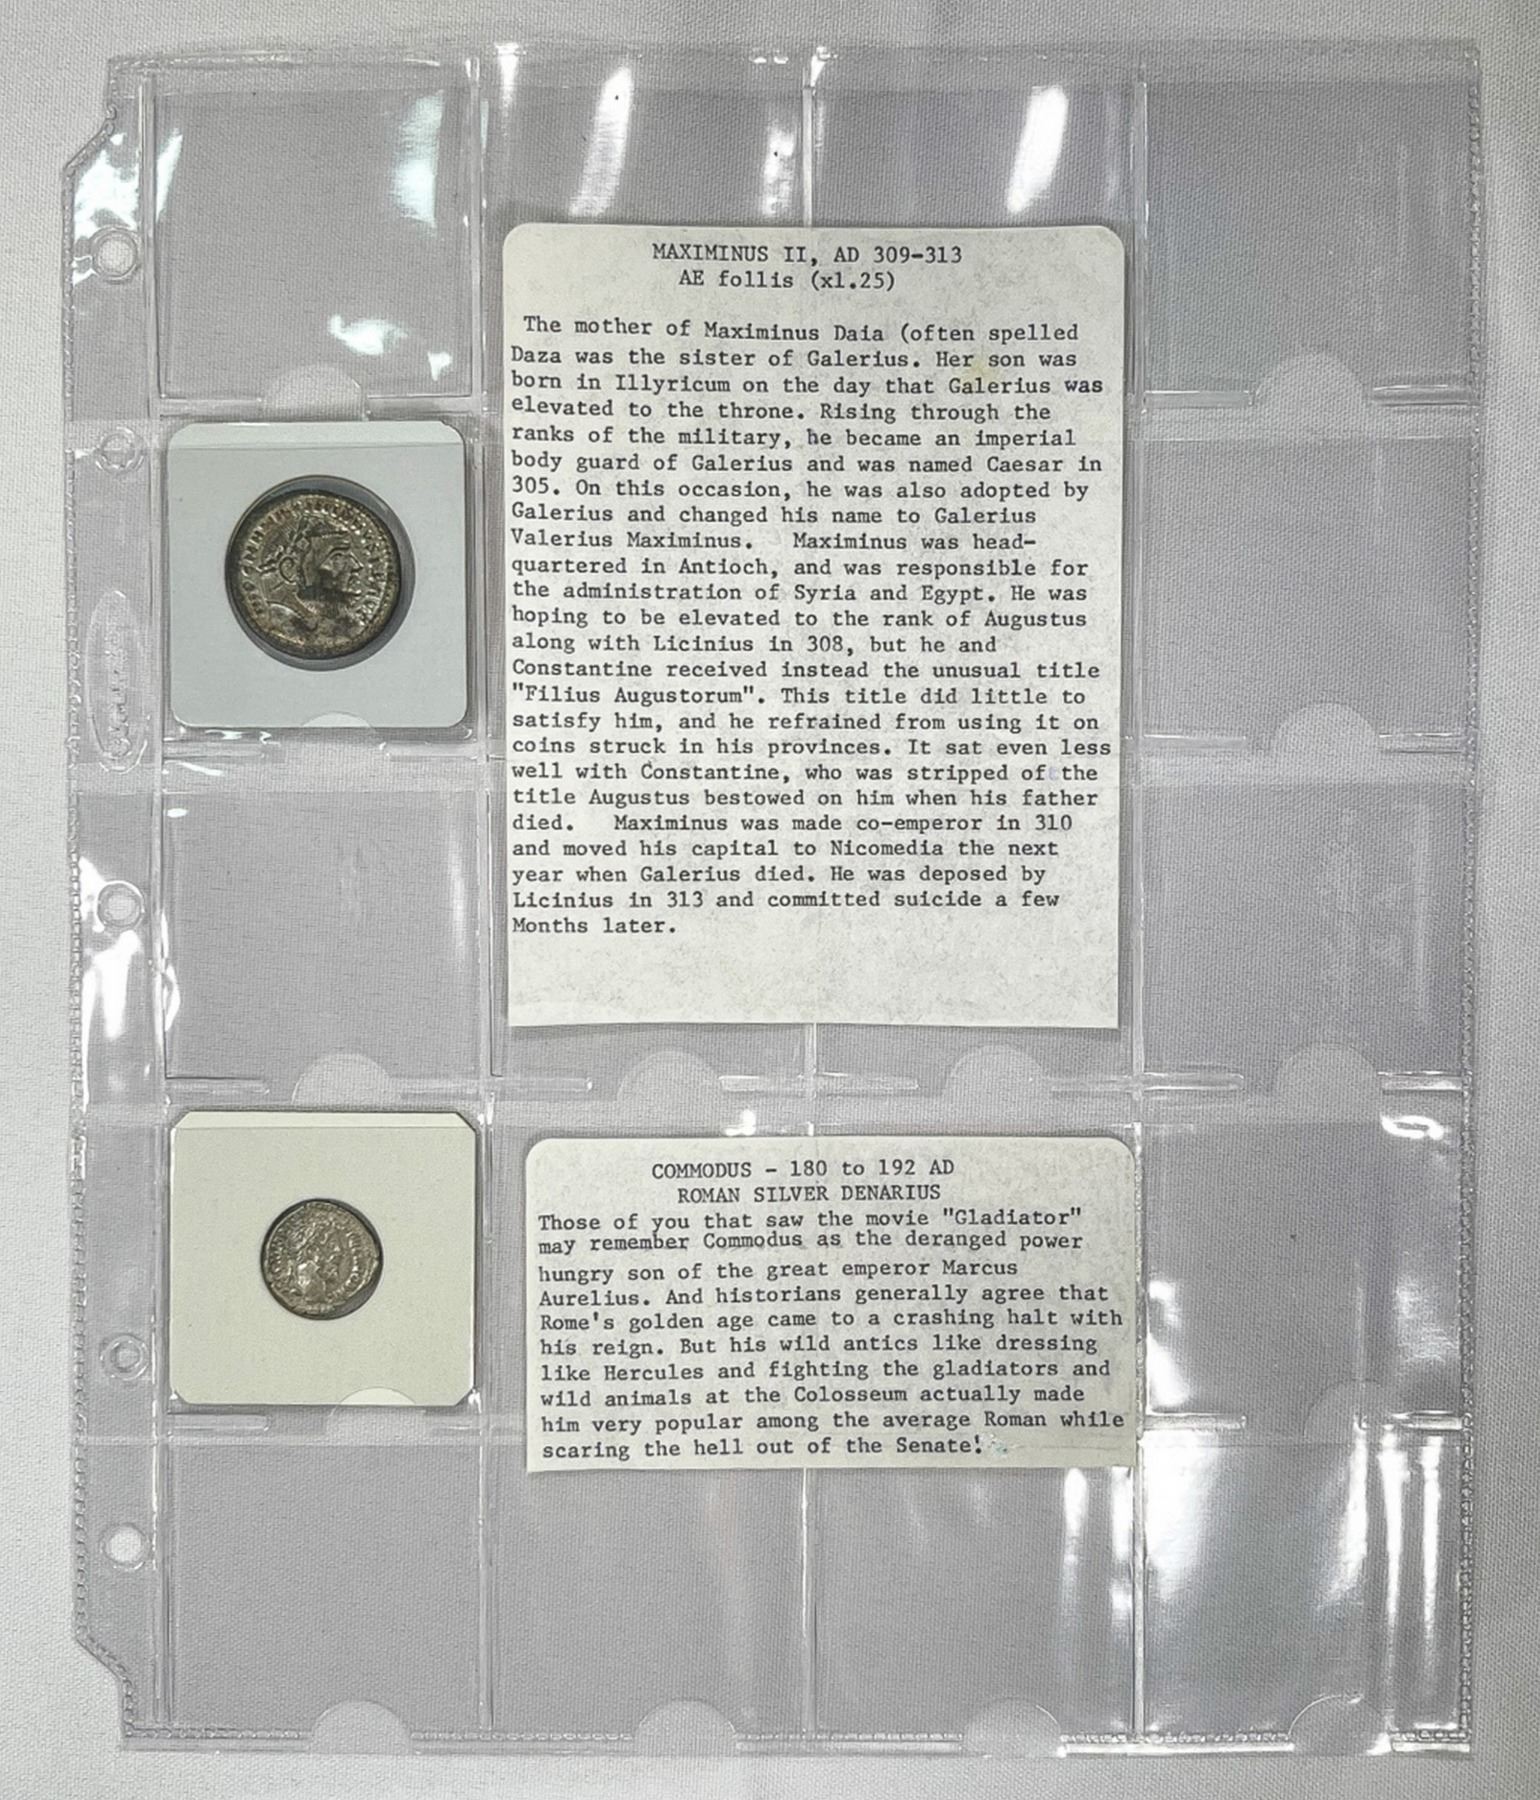 MAXIMINUS II, AD 309-313
AE follis (x1.25)
The mother of Maximinus Daia (often spelled
Daza was the sister of Galerius. Her son was
born in Illyricum on the day that Galerius was
elevated to the throne. Rising through the
ranks of the military, he became an imperial
body guard of Galerius and was named Caesar in
305. On this occasion, he was also adopted by
Galerius and changed his name to Galerius
Valerius Maximinus.   Maximinus was head-
quartered in Antioch, and was responsible for
the administration of Syria and Egypt. He was
hoping to be elevated to the rank of Augustus
along with Licinius in 308, but he and
Constantine received instead the unusual title
"Filius Augustorum". This title did little to
satisfy him, and he refrained from using it on
coins struck in his provinces. It sat even less
well with Constantine, who was stripped of the
title Augustus bestowed on him when his father
died.   Maximinus was made co-emperor in 310
and moved his capital to Nicomedia the next
year when Galerius died. He was deposed by
Licinius in 313 and committed suicide a few
Months later.
COMMODUS - 180 to 192 AD
ROMAN SILVER DENARIUS
Those of you that saw the movie "Gladiator"
may remember Commodus as the deranged power
hungry son of the great emperor Marcus
Aurelius. And historians generally agree that
Rome's golden age came to a crashing halt with
his reign. But his wild antics like dressing
like Hercules and fighting the gladiators and
wild animals at the Colosseum actually made
him very popular among the average Roman while
scaring the hell out of the Senate!